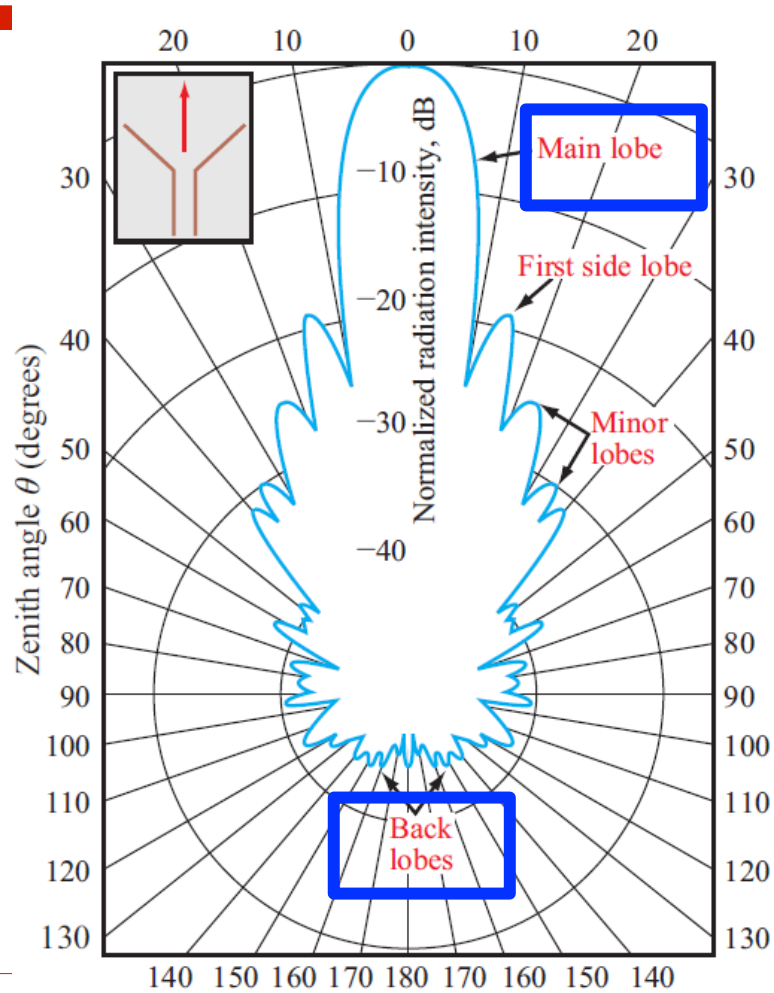 20 10 0 10 20
Normalized radiation intensity, dB
−10
−20
−30
−40
Main lobe
First side lobe
Minor
lobes
Back
lobes
Zenith angle θ (degrees)
30 30
40 40
50 50
60 60
70 70
80 80
90 90
100 100
110 110
120 120
130 130
140 150 160 170 180 170 160 150 140